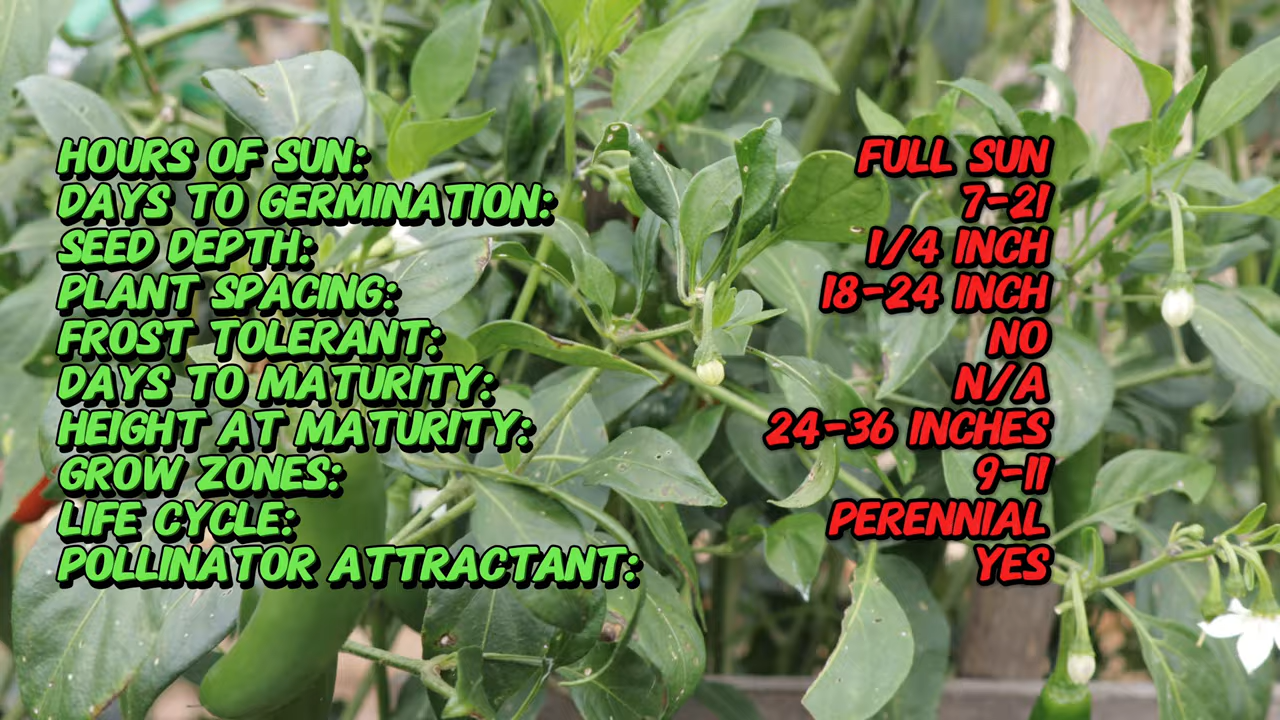 HOURS OF SUN: FULL SUN
DAYS TO GERMINATION: 7-21
SEED DEPTH: 1/4 INCH
PLANT SPACING: 18-24 INCH
FROST TOLERANT: NO
DAYS TO MATURITY: N/A
HEIGHT AT MATURITY: 24-36 INCHES
GROW ZONES: 9-11
LIFE CYCLE: PERENNIAL
POLLINATOR ATTRACTANT: YES